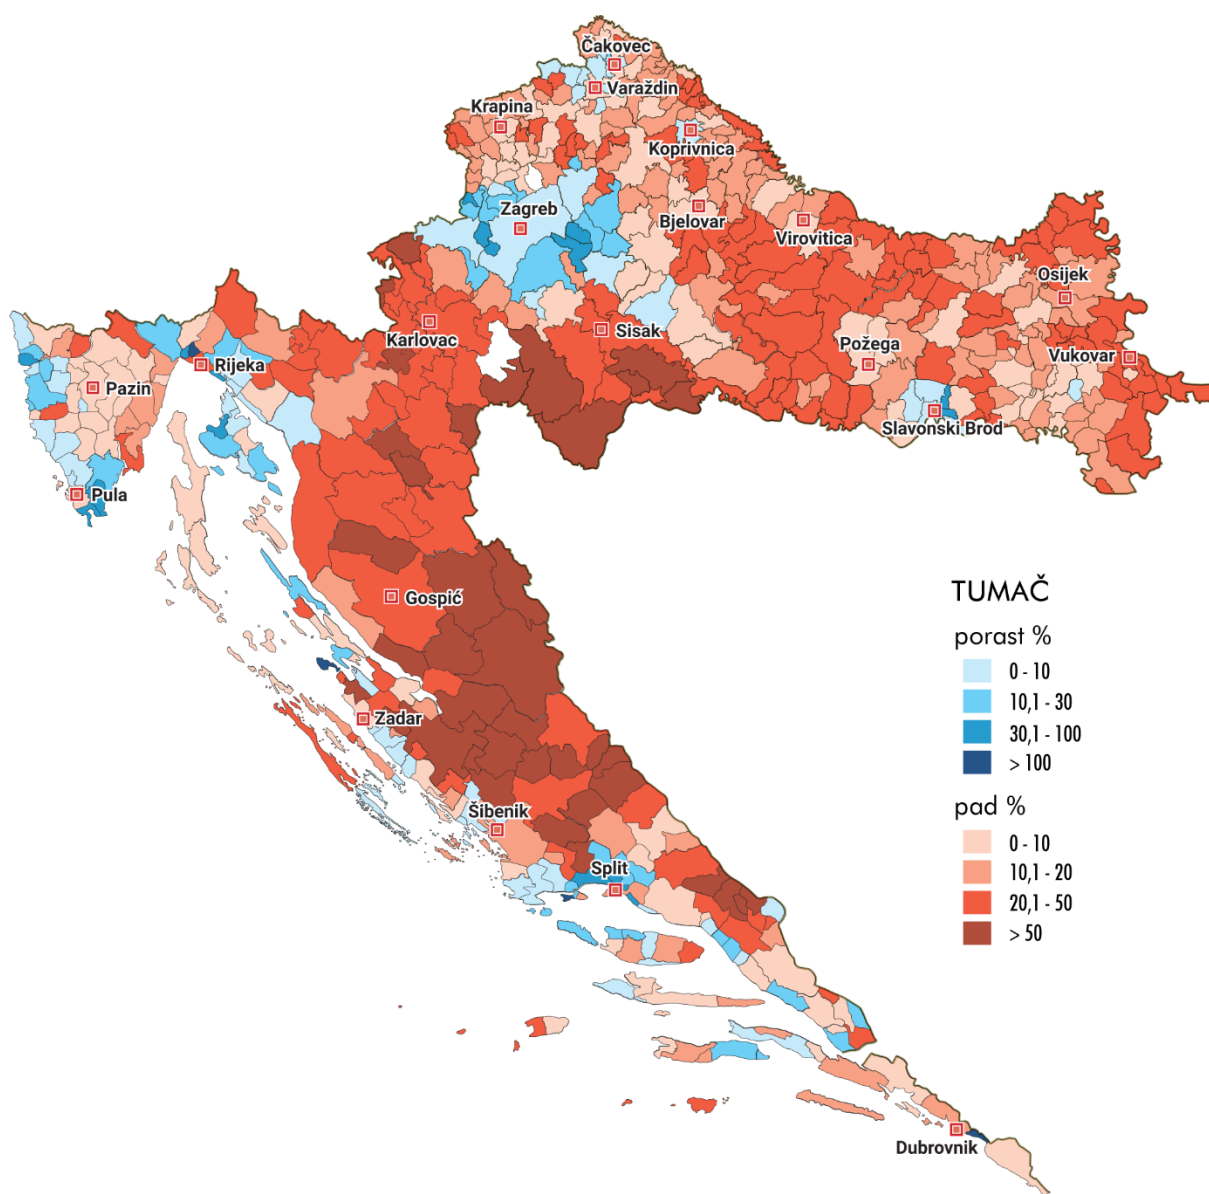 Čakovec
Varaždin
Krapina
Koprivnica
Zagreb
Bjelovar
Virovitica
Osijek
Karlovac
Sisak
Požega
Vukovar
Rijeka
Pazin
Slavonski Brod
Pula
Gospić
Zadar
Šibenik
Split
Dubrovnik
TUMAČ
porast %
0 - 10
10,1 - 30
30,1 - 100
> 100
pad %
0 - 10
10,1 - 20
20,1 - 50
> 50